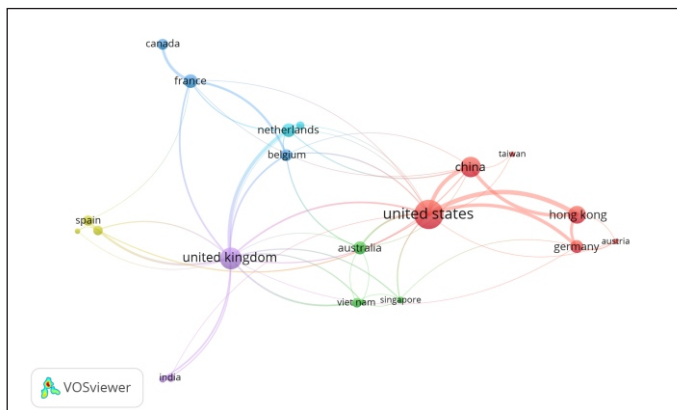 canada
france
netherlands
belgium
china
taiwan
united states
hong kong
spain
united kingdom
australia
germany
austria
viet nam
singapore
india
VOSviewer